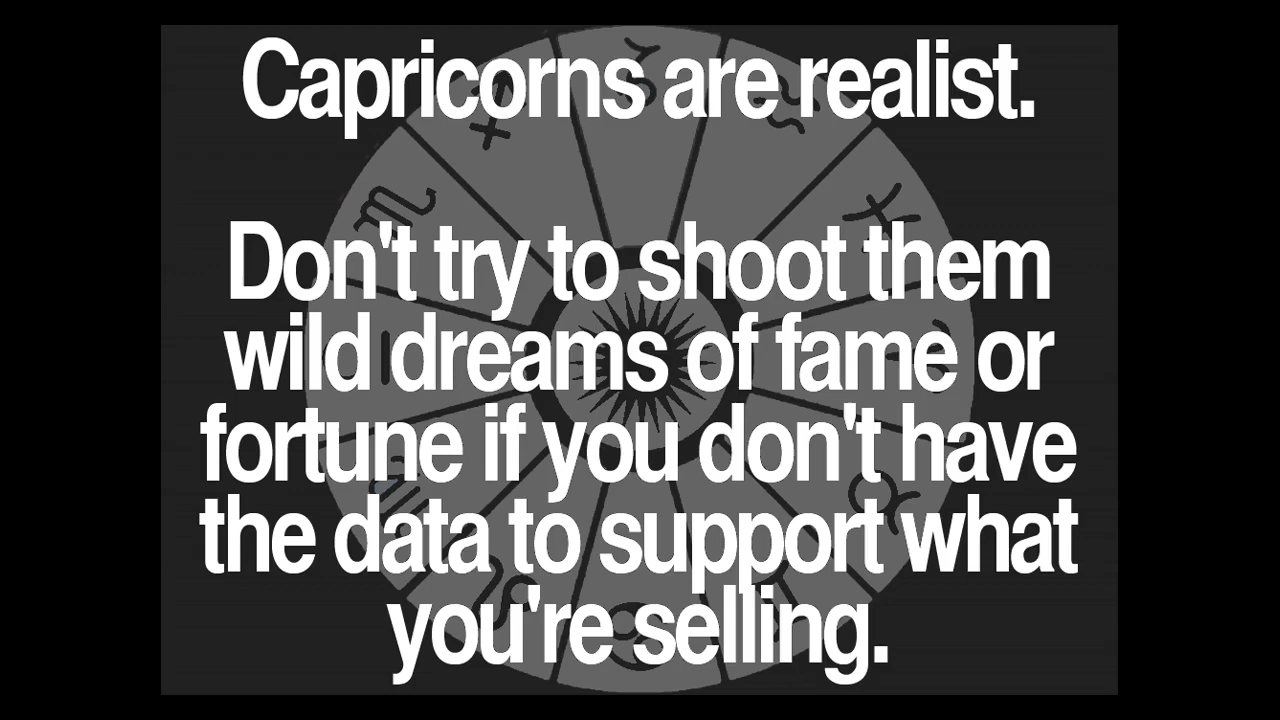 Capricorns are realist.
Don't try to shoot them
wild dreams of fame or
fortune if you don't have
the data to support what
you're selling.